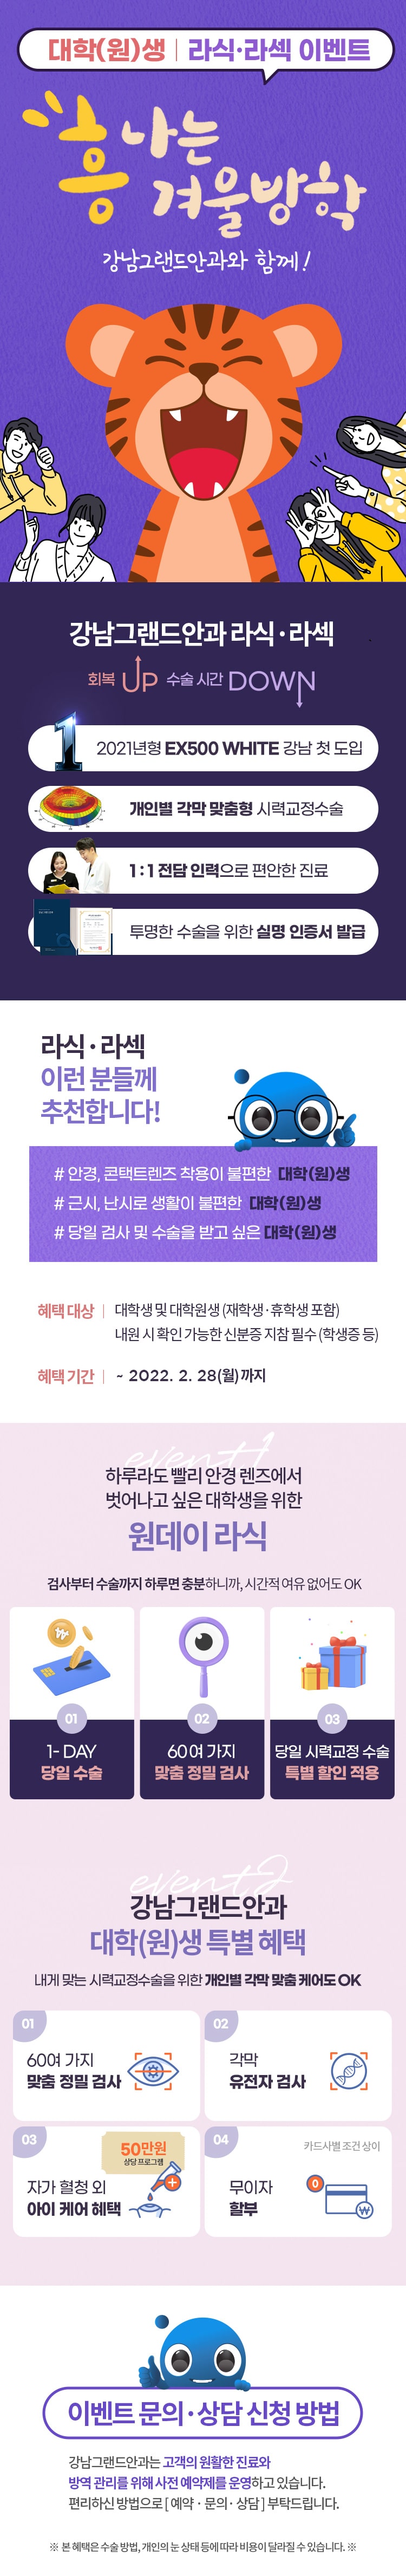 대학(원)생 | 라식·라섹 이벤트
흥나는
겨울방학
강남그랜드안과와 함께!
강남그랜드안과 라식·라섹
회복 UP 수술 시간 DOWN
1 2021년형 EX500 WHITE 강남 첫 도입
개인별 각막 맞춤형 시력교정수술
1:1 전담 인력으로 편안한 진료
투명한 수술을 위한 실명 인증서 발급
라식·라섹
이런 분들께
추천합니다!
# 안경, 콘택트렌즈 착용이 불편한 대학(원)생
# 근시, 난시로 생활이 불편한 대학(원)생
# 당일 검사 및 수술을 받고 싶은 대학(원)생
혜택 대상 | 대학생 및 대학원생 (재학생·휴학생 포함)
내원 시 확인 가능한 신분증 지참 필수 (학생증 등)
혜택 기간 | ~ 2022. 2. 28(월)까지
event1
하루라도 빨리 안경 렌즈에서
벗어나고 싶은 대학생을 위한
원데이 라식
검사부터 수술까지 하루면 충분하니까, 시간적 여유 없어도 OK
01
1- DAY
당일 수술
02
60여 가지
맞춤 정밀 검사
03
당일 시력교정 수술
특별 할인 적용
event2
강남그랜드안과
대학(원)생 특별 혜택
내게 맞는 시력교정수술을 위한 개인별 각막 맞춤 케어도 OK
01
60여 가지
맞춤 정밀 검사
02
각막
유전자 검사
03
50만원
상당 프로그램
자가 혈청 외
아이 케어 혜택
04
카드사별 조건 상이
무이자
할부
0
이벤트 문의·상담 신청 방법
강남그랜드안과는 고객의 원활한 진료와
방역 관리를 위해 사전 예약제를 운영하고 있습니다.
편리하신 방법으로 [ 예약·문의·상담 ] 부탁드립니다.
※ 본 혜택은 수술 방법, 개인의 눈 상태 등에 따라 비용이 달라질 수 있습니다. ※